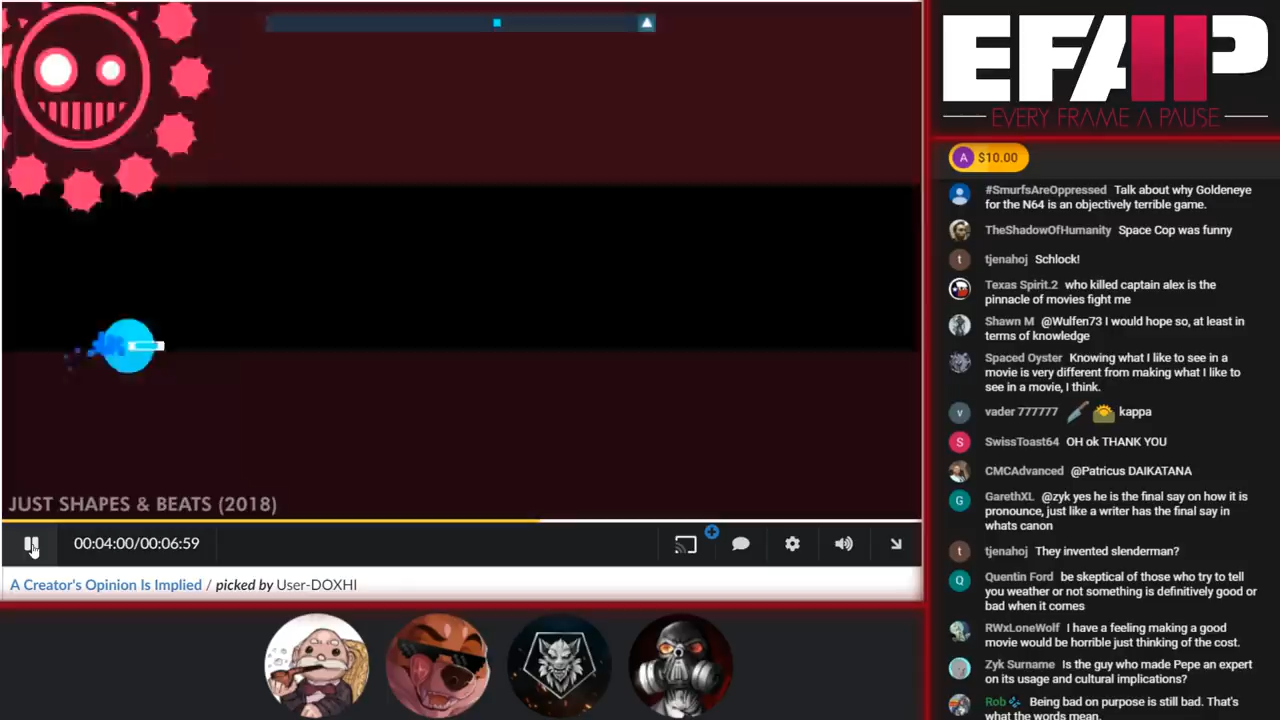 EFAP
EVERY FRAME A PAUSE
A $10.00
#SmurfsAreOppressed Talk about why Goldeneye
for the N64 is an objectively terrible game.
TheShadowOfHumanity Space Cop was funny
t tjenahoj Schlock!
Texas Spirit.2 who killed captain alex is the
pinnacle of movies fight me
Shawn M @Wulfen73 I would hope so, at least in
terms of knowledge
Spaced Oyster Knowing what I like to see in a
movie is very different from making what I like to
see in a movie, I think.
v vader 777777 kappa
S SwissToast64 OH ok THANK YOU
CMCAdvanced @Patricus DAIKATANA
G GarethXL @zyk yes he is the final say on how it is
pronounce, just like a writer has the final say in
whats canon
t tjenahoj They invented slenderman?
Q Quentin Ford be skeptical of those who try to tell
you weather or not something is definitively good or
bad when it comes
RWxLoneWolf I have a feeling making a good
movie would be horrible just thinking of the cost.
Zyk Surname Is the guy who made Pepe an expert
on its usage and cultural implications?
Rob Being bad on purpose is still bad. That's
what the words mean.
JUST SHAPES & BEATS (2018)
00:04:00/00:06:59
A Creator's Opinion Is Implied / picked by User-DOXHI